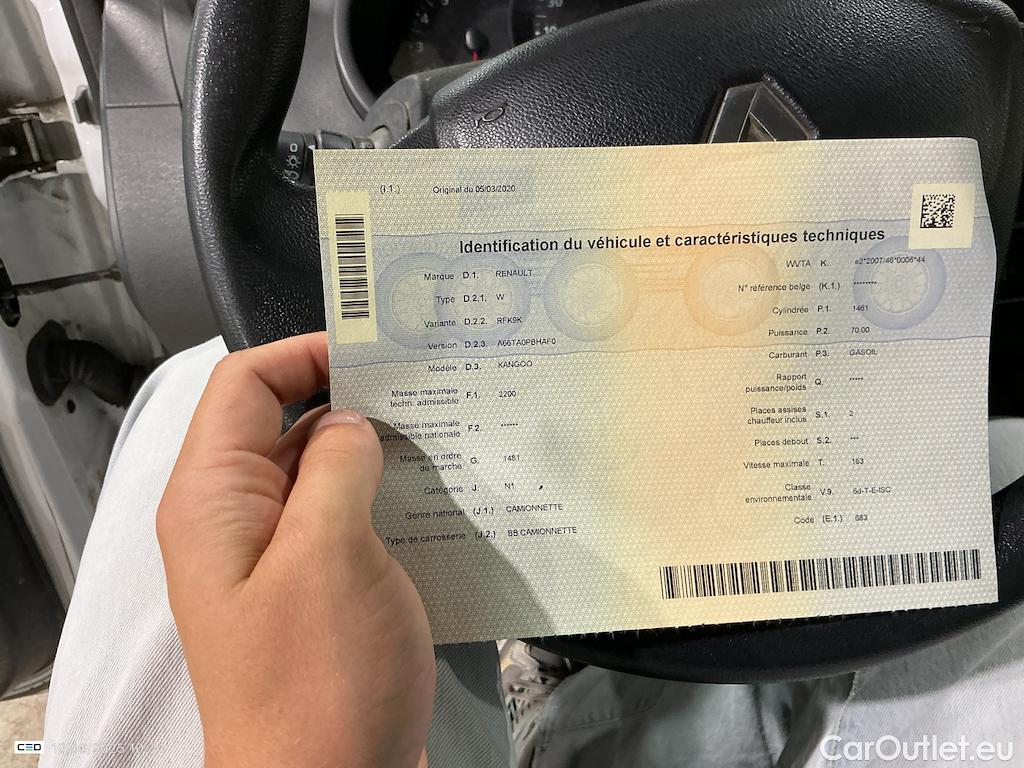 (i.1.) Original du 05/03/2020
Identification du véhicule et caractéristiques techniques
Marque D.1. RENAULT
Type D.2.1. W
Variante D.2.2. RFK9K
Version D.2.3. A66TA0PBHAF0
Modèle D.3. KANGOO
Masse maximale
techn. admissible F.1. 2200
Masse maximale
admissible nationale F.2. ******
Masse en ordre
de marche G. 1481
Catégorie J. N1
Genre national (J.1.) CAMIONNETTE
Type de carrosserie (J.2.) BB CAMIONNETTE
WVTA K. e2*2007/46*0006*44
N° référence belge (K.1.) ********
Cylindrée P.1. 1461
Puissance P.2. 70.00
Carburant P.3. GASOIL
Rapport
puissance/poids Q. *****
Places assises
chauffeur inclus S.1. 2
Places debout S.2. ***
Vitesse maximale T. 163
Classe
environnementale V.9. 6d-T-E-ISC
Code (E.1.) 683
CarOutlet.eu